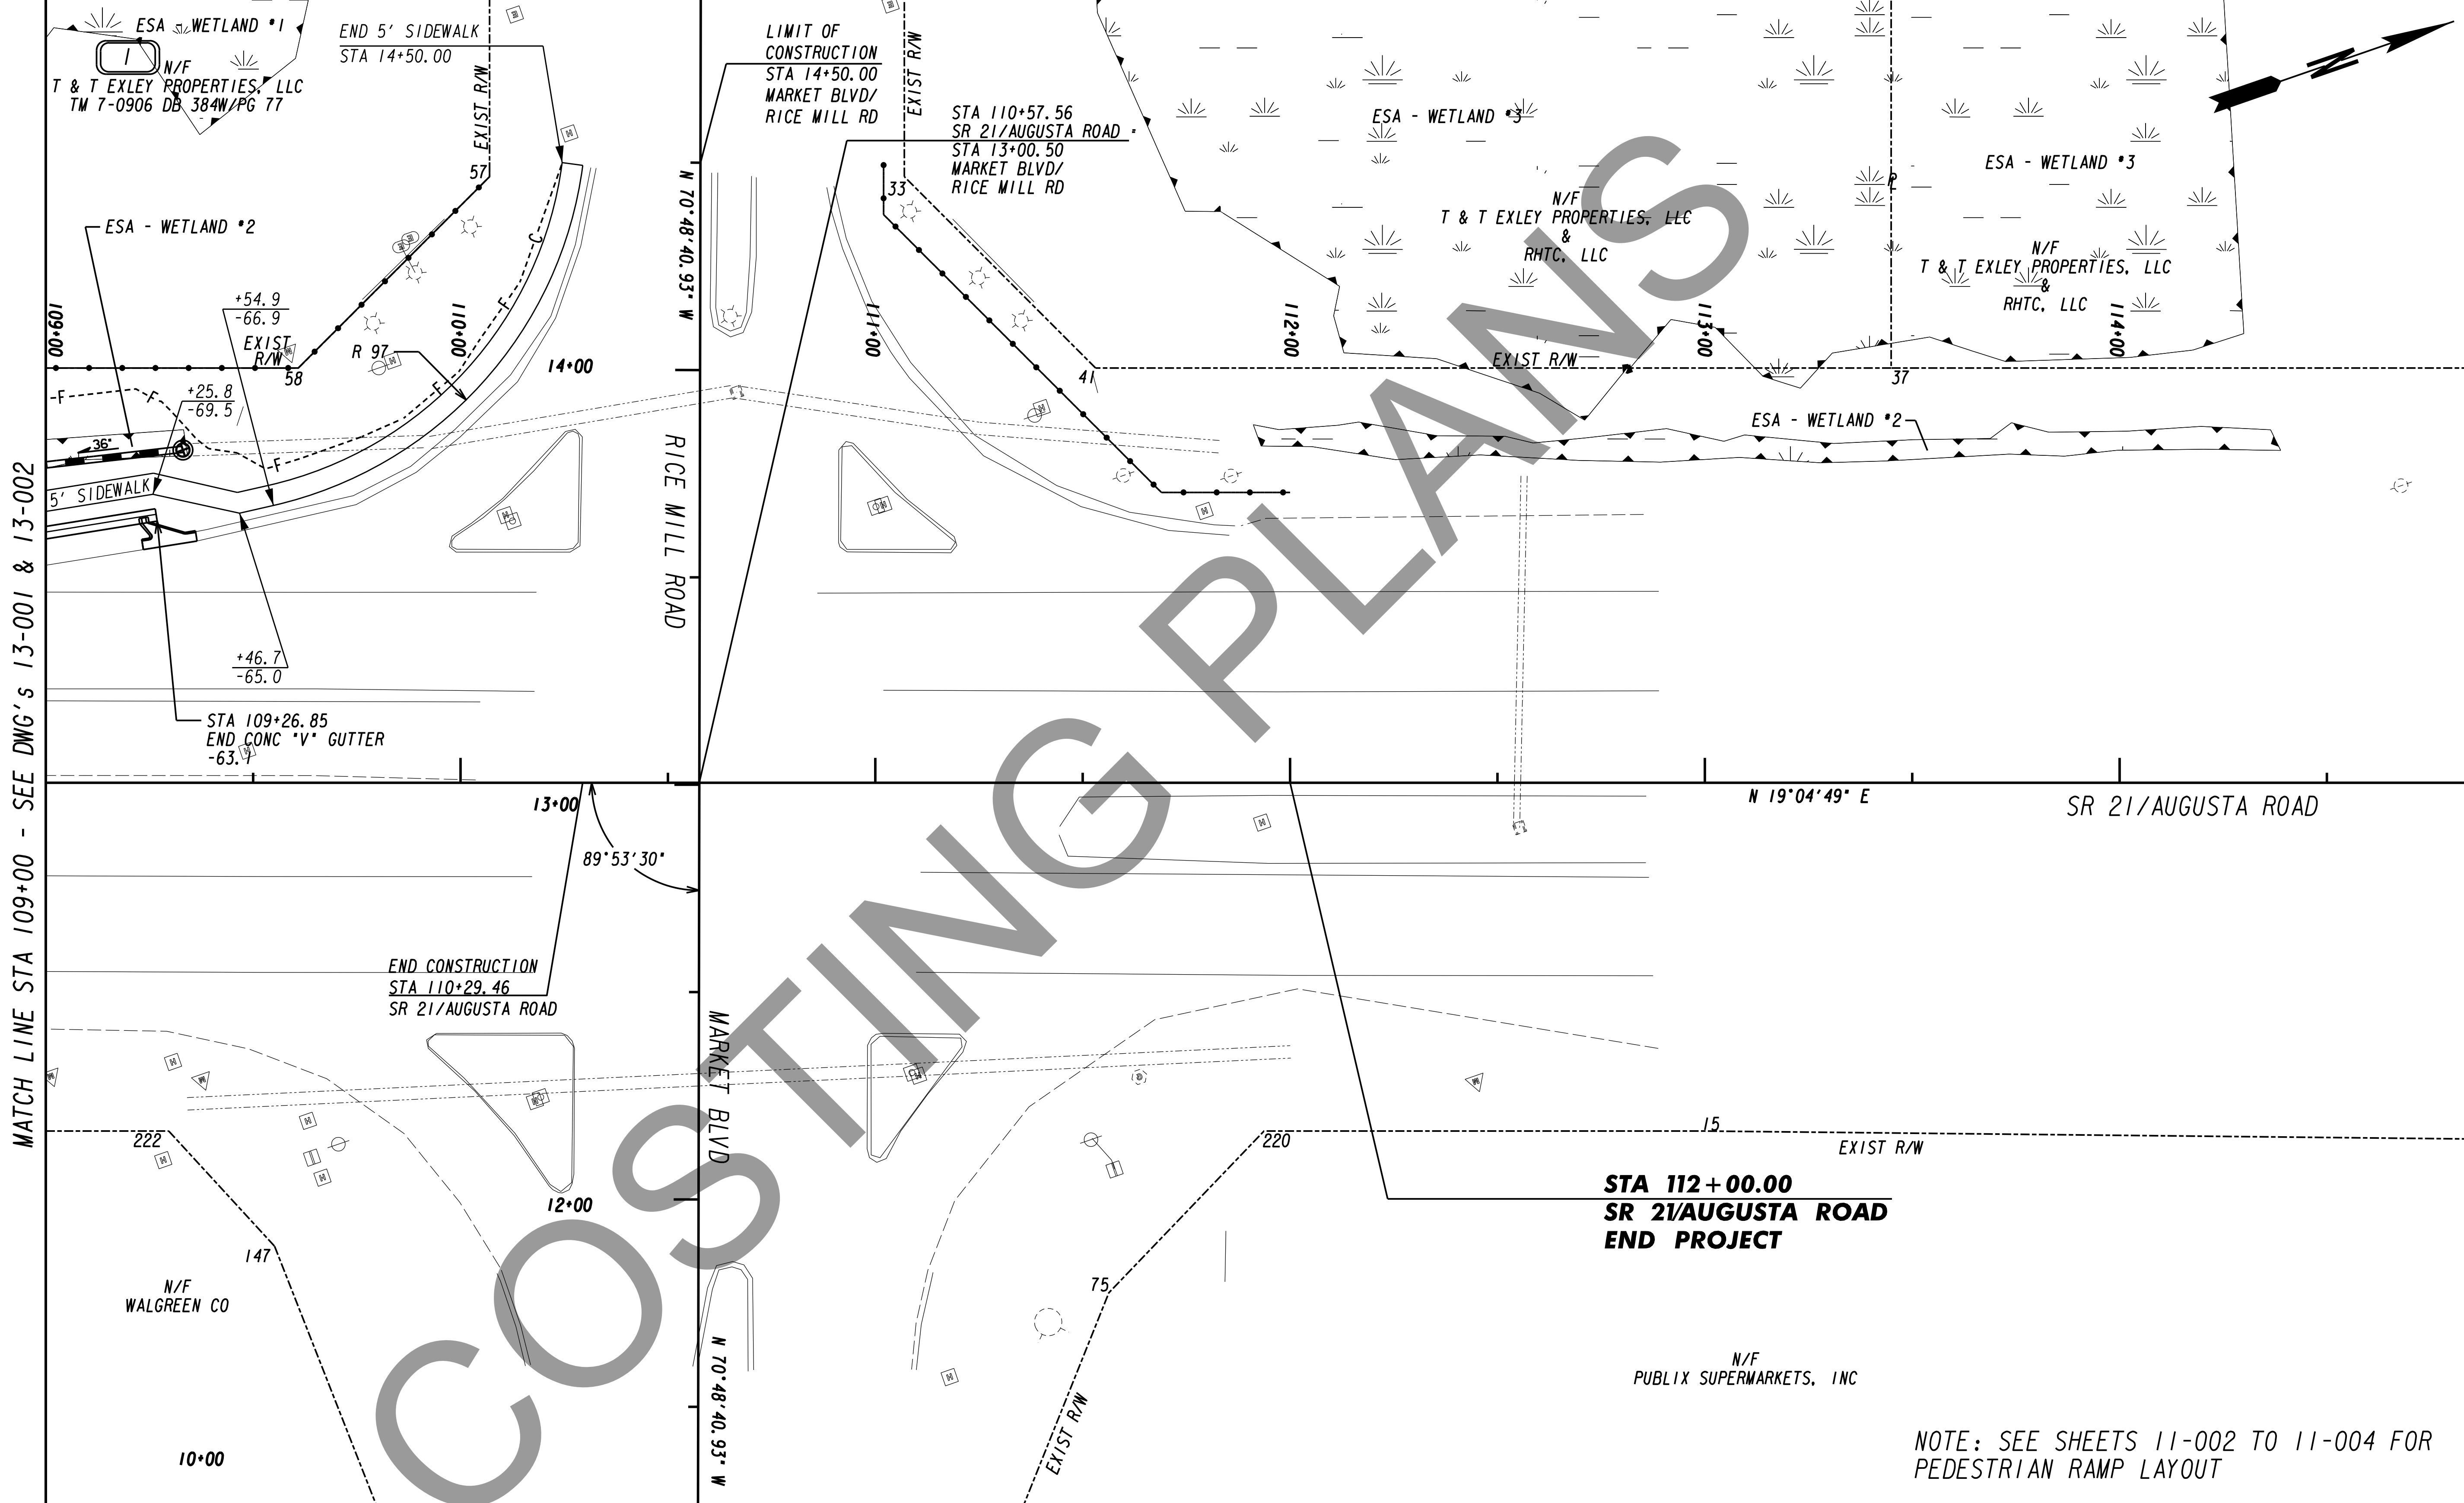 ESA - WETLAND #1
1
N/F
T & T EXLEY PROPERTIES, LLC
TM 7-0906 DB 384W/PG 77
END 5' SIDEWALK
STA 14+50.00
EXIST R/W
57
LIMIT OF
CONSTRUCTION
STA 14+50.00
MARKET BLVD/
RICE MILL RD
EXIST R/W
STA 110+57.56
SR 21/AUGUSTA ROAD =
STA 13+00.50
MARKET BLVD/
RICE MILL RD
33
N 70°48'40.93" W
ESA - WETLAND #3
N/F
T & T EXLEY PROPERTIES, LLC
&
RHTC, LLC
ESA - WETLAND #3
N/F
T & T EXLEY PROPERTIES, LLC
&
RHTC, LLC
N
ESA - WETLAND #2
+54.9
-66.9
EXIST
R/W
58
R 97
C
F
F
F
F
F
+25.8
-69.5
36"
5' SIDEWALK
109+00
110+00
111+00
112+00
113+00
114+00
14+00
41
EXIST R/W
37
ESA - WETLAND #2
RICE MILL ROAD
+46.7
-65.0
STA 109+26.85
END CONC "V" GUTTER
-63.1
MATCH LINE STA 109+00 - SEE DWG's 13-001 & 13-002
13+00
89°53'30"
N 19°04'49" E
SR 21/AUGUSTA ROAD
END CONSTRUCTION
STA 110+29.46
SR 21/AUGUSTA ROAD
MARKET BLVD
222
147
12+00
220
15
EXIST R/W
75
EXIST R/W
STA 112+00.00
SR 21/AUGUSTA ROAD
END PROJECT
N/F
WALGREEN CO
N 70°48'40.93" W
10+00
N/F
PUBLIX SUPERMARKETS, INC
NOTE: SEE SHEETS 11-002 TO 11-004 FOR
PEDESTRIAN RAMP LAYOUT
COSTING PLANS